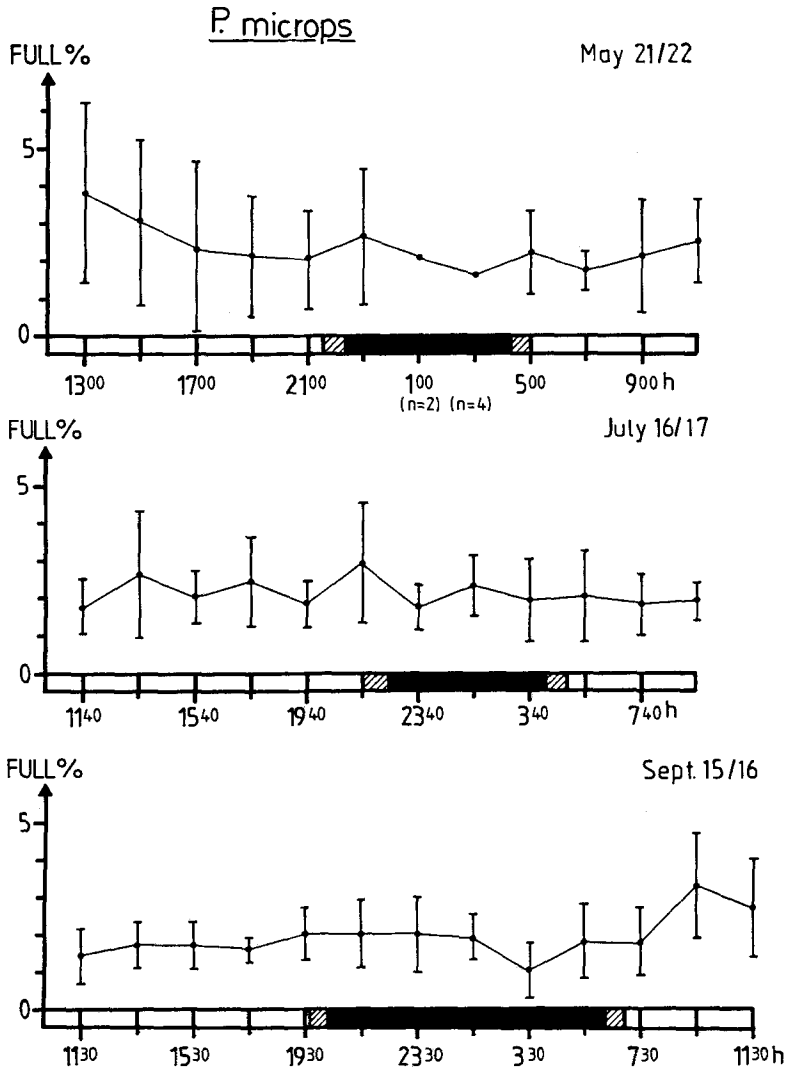 P. microps
FULL% May 21/22
5
0
13⁰⁰ 17⁰⁰ 21⁰⁰ 1⁰⁰ 5⁰⁰ 9⁰⁰ h
(n=2) (n=4)
FULL% July 16/17
5
0
11⁴⁰ 15⁴⁰ 19⁴⁰ 23⁴⁰ 3⁴⁰ 7⁴⁰ h
FULL% Sept. 15/16
5
0
11³⁰ 15³⁰ 19³⁰ 23³⁰ 3³⁰ 7³⁰ 11³⁰ h